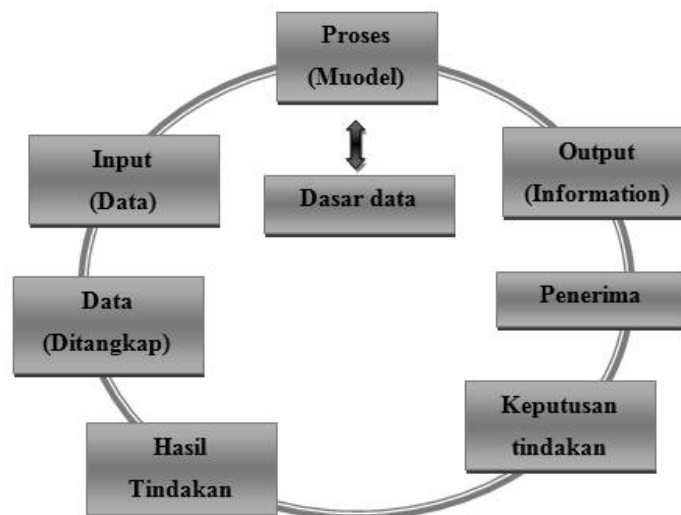 Proses
(Muodel)
Input
(Data)
Output
(Information)
Dasar data
Data
(Ditangkap)
Penerima
Keputusan
tindakan
Hasil
Tindakan